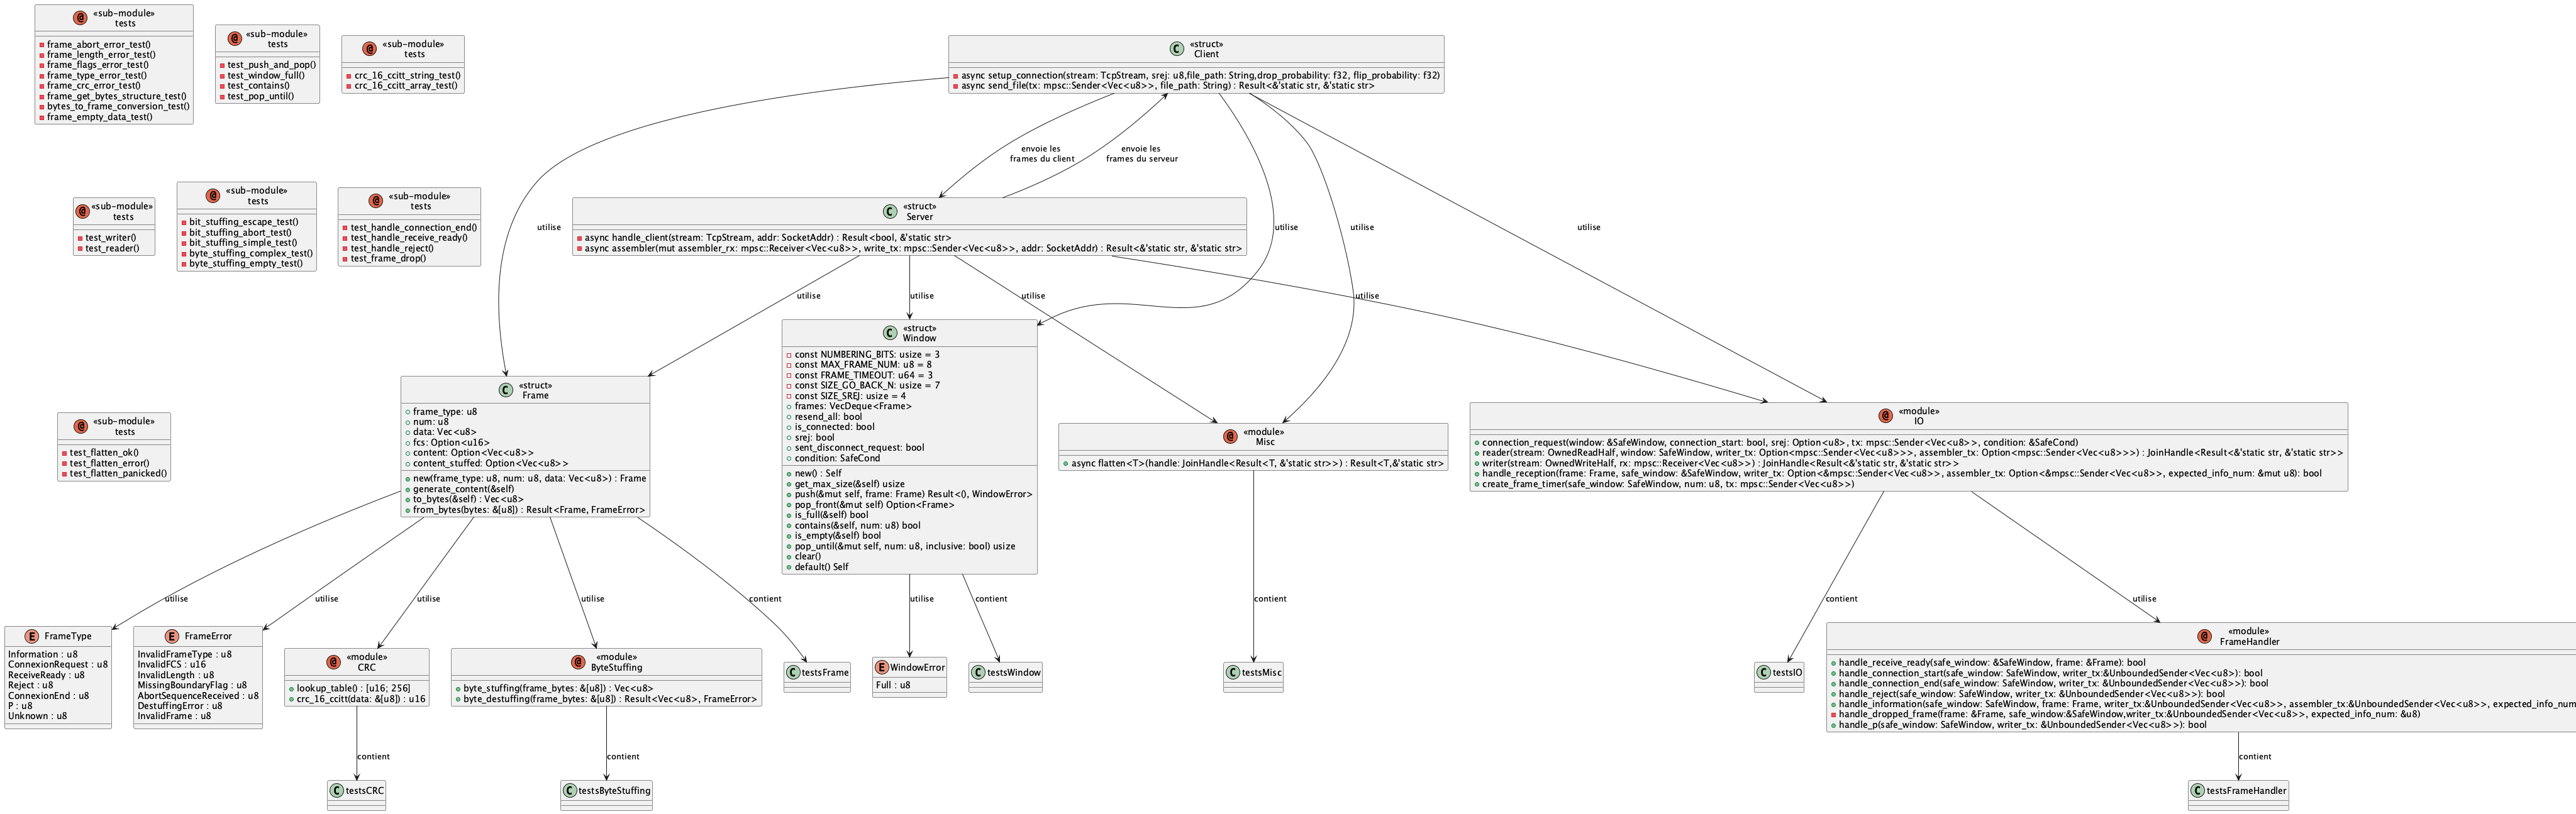 «sub-module»
tests
frame_abort_error_test()
frame_length_error_test()
frame_flags_error_test()
frame_type_error_test()
frame_crc_error_test()
frame_get_bytes_structure_test()
bytes_to_frame_conversion_test()
frame_empty_data_test()
«sub-module»
tests
test_push_and_pop()
test_window_full()
test_contains()
test_pop_until()
«sub-module»
tests
crc_16_ccitt_string_test()
crc_16_ccitt_array_test()
«struct»
Client
async setup_connection(stream: TcpStream, srej: u8,file_path: String,drop_probability: f32, flip_probability: f32)
async send_file(tx: mpsc::Sender<Vec<u8>>, file_path: String) : Result<&'static str, &'static str>
envoie les
frames du client
envoie les
frames du serveur
«sub-module»
tests
test_writer()
test_reader()
«sub-module»
tests
bit_stuffing_escape_test()
bit_stuffing_abort_test()
bit_stuffing_simple_test()
byte_stuffing_complex_test()
byte_stuffing_empty_test()
«sub-module»
tests
test_handle_connection_end()
test_handle_receive_ready()
test_handle_reject()
test_frame_drop()
utilise
«struct»
Server
async handle_client(stream: TcpStream, addr: SocketAddr) : Result<bool, &'static str>
async assembler(mut assembler_rx: mpsc::Receiver<Vec<u8>>, write_tx: mpsc::Sender<Vec<u8>>, addr: SocketAddr) : Result<&'static str, &'static str>
utilise
utilise
utilise
utilise
utilise
utilise
utilise
«sub-module»
tests
test_flatten_ok()
test_flatten_error()
test_flatten_panicked()
«struct»
Frame
frame_type: u8
num: u8
data: Vec<u8>
fcs: Option<u16>
content: Option<Vec<u8>>
content_stuffed: Option<Vec<u8>>
new(frame_type: u8, num: u8, data: Vec<u8>) : Frame
generate_content(&self)
to_bytes(&self) : Vec<u8>
from_bytes(bytes: &[u8]) : Result<Frame, FrameError>
«struct»
Window
const NUMBERING_BITS: usize = 3
const MAX_FRAME_NUM: u8 = 8
const FRAME_TIMEOUT: u64 = 3
const SIZE_GO_BACK_N: usize = 7
const SIZE_SREJ: usize = 4
frames: VecDeque<Frame>
resend_all: bool
is_connected: bool
srej: bool
sent_disconnect_request: bool
condition: SafeCond
new() : Self
get_max_size(&self) usize
push(&mut self, frame: Frame) Result<(), WindowError>
pop_front(&mut self) Option<Frame>
is_full(&self) bool
contains(&self, num: u8) bool
is_empty(&self) bool
pop_until(&mut self, num: u8, inclusive: bool) usize
clear()
default() Self
«module»
Misc
async flatten<T>(handle: JoinHandle<Result<T, &'static str>>) : Result<T,&'static str>
«module»
IO
connection_request(window: &SafeWindow, connection_start: bool, srej: Option<u8>, tx: mpsc::Sender<Vec<u8>>, condition: &SafeCond)
reader(stream: OwnedReadHalf, window: SafeWindow, writer_tx: Option<mpsc::Sender<Vec<u8>>>, assembler_tx: Option<mpsc::Sender<Vec<u8>>>) : JoinHandle<Result<&'static str, &'static str>>
writer(stream: OwnedWriteHalf, rx: mpsc::Receiver<Vec<u8>>) : JoinHandle<Result<&'static str, &'static str>>
handle_reception(frame: Frame, safe_window: &SafeWindow, writer_tx: Option<&mpsc::Sender<Vec<u8>>, assembler_tx: Option<&mpsc::Sender<Vec<u8>>, expected_info_num: &mut u8): bool
create_frame_timer(safe_window: SafeWindow, num: u8, tx: mpsc::Sender<Vec<u8>>)
utilise
utilise
utilise
utilise
contient
utilise
contient
contient
contient
utilise
FrameType
Information : u8
ConnexionRequest : u8
ReceiveReady : u8
Reject : u8
ConnexionEnd : u8
P : u8
Unknown : u8
FrameError
InvalidFrameType : u8
InvalidFCS : u16
InvalidLength : u8
MissingBoundaryFlag : u8
AbortSequenceReceived : u8
DestuffingError : u8
InvalidFrame : u8
«module»
CRC
lookup_table() : [u16; 256]
crc_16_ccitt(data: &[u8]) : u16
«module»
ByteStuffing
byte_stuffing(frame_bytes: &[u8]) : Vec<u8>
byte_destuffing(frame_bytes: &[u8]) : Result<Vec<u8>, FrameError>
testsFrame
WindowError
Full : u8
testsWindow
testsMisc
testsIO
«module»
FrameHandler
handle_receive_ready(safe_window: &SafeWindow, frame: &Frame): bool
handle_connection_start(safe_window: SafeWindow, writer_tx:&UnboundedSender<Vec<u8>): bool
handle_connection_end(safe_window: SafeWindow, writer_tx: &UnboundedSender<Vec<u8>>): bool
handle_reject(safe_window: SafeWindow, writer_tx: &UnboundedSender<Vec<u8>>): bool
handle_information(safe_window: SafeWindow, frame: Frame, writer_tx:&UnboundedSender<Vec<u8>>, assembler_tx:&UnboundedSender<Vec<u8>>, expected_info_num
handle_dropped_frame(frame: &Frame, safe_window:&SafeWindow,writer_tx:&UnboundedSender<Vec<u8>>, expected_info_num: &u8)
handle_p(safe_window: SafeWindow, writer_tx: &UnboundedSender<Vec<u8>>): bool
contient
contient
contient
testsCRC
testsByteStuffing
testsFrameHandler